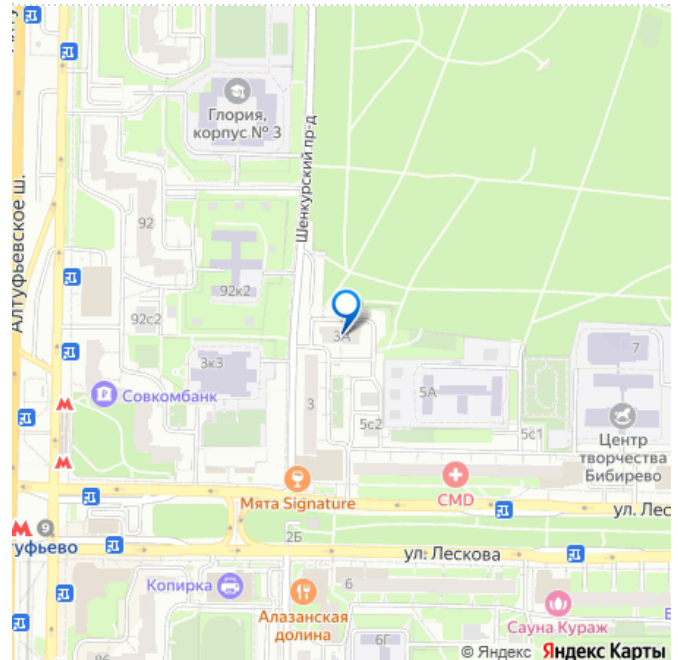 Алтуфьевское ш.
Глория,
корпус № 3
Шенкурский пр-д
92
92к2
92с2
3к3
3А
3
5с2
5А
5с1
7
Совкомбанк
Центр
творчества
Бибирево
Мята Signature
CMD
ул. Лес
9
уфьево
2Б
ул. Лескова
Копирка
6
Алазанская
долина
Сауна Кураж
6Г
© Яндекс Яндекс Карты